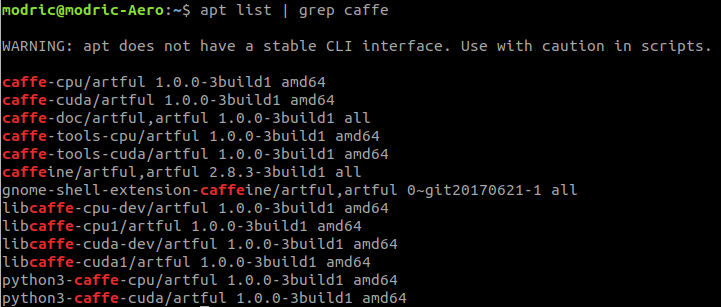 modric@modric-Aero:~$ apt list | grep caffe
WARNING: apt does not have a stable CLI interface. Use with caution in scripts.
caffe-cpu/artful 1.0.0-3build1 amd64
caffe-cuda/artful 1.0.0-3build1 amd64
caffe-doc/artful,artful 1.0.0-3build1 all
caffe-tools-cpu/artful 1.0.0-3build1 amd64
caffe-tools-cuda/artful 1.0.0-3build1 amd64
caffeine/artful,artful 2.8.3-3build1 all
gnome-shell-extension-caffeine/artful,artful 0~git20170621-1 all
libcaffe-cpu-dev/artful 1.0.0-3build1 amd64
libcaffe-cpu1/artful 1.0.0-3build1 amd64
libcaffe-cuda-dev/artful 1.0.0-3build1 amd64
libcaffe-cuda1/artful 1.0.0-3build1 amd64
python3-caffe-cpu/artful 1.0.0-3build1 amd64
python3-caffe-cuda/artful 1.0.0-3build1 amd64